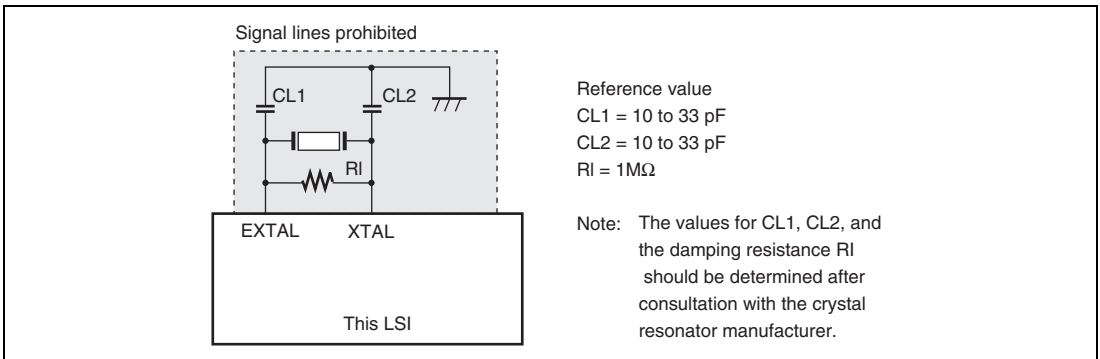 Signal lines prohibited
CL1
CL2
RI
EXTAL
XTAL
This LSI
Reference value
CL1 = 10 to 33 pF
CL2 = 10 to 33 pF
RI = 1MΩ
Note: The values for CL1, CL2, and
the damping resistance RI
should be determined after
consultation with the crystal
resonator manufacturer.